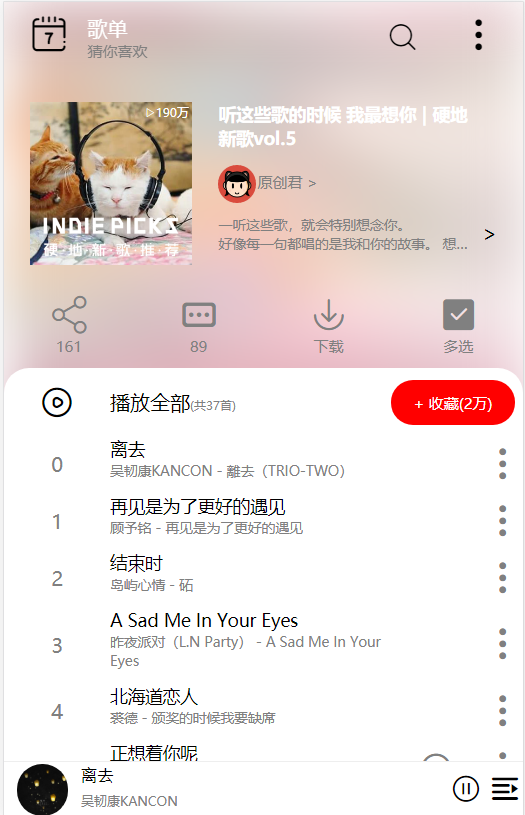 7
歌单
猜你喜欢
▷190万
INDIE PICKS
硬·地·新·歌·推·荐
听这些歌的时候 我最想你 | 硬地
新歌vol.5
原创君 >
一听这些歌，就会特别想念你。
好像每一句都唱的是我和你的故事。 想...
>
161
89
下载
多选
播放全部(共37首)
+ 收藏(2万)
0
离去
吴韧康KANCON - 離去（TRIO-TWO）
1
再见是为了更好的遇见
顾予铭 - 再见是为了更好的遇见
2
结束时
岛屿心情 - 砳
3
A Sad Me In Your Eyes
昨夜派对（L.N Party） - A Sad Me In Your
Eyes
4
北海道恋人
裘德 - 颁奖的时候我要缺席
正想着你呢
离去
吴韧康KANCON